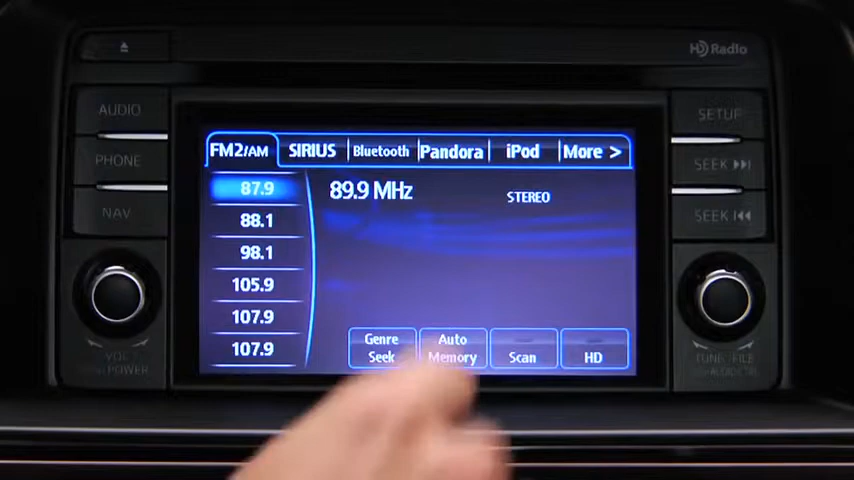 HD Radio
AUDIO
PHONE
NAV
SETUP
SEEK
SEEK
FM2/AM SIRIUS Bluetooth Pandora iPod More >
87.9
88.1
98.1
105.9
107.9
107.9
89.9 MHz
STEREO
Genre Seek
Auto Memory
Scan
HD
VOL
POWER
TUNE/FILE